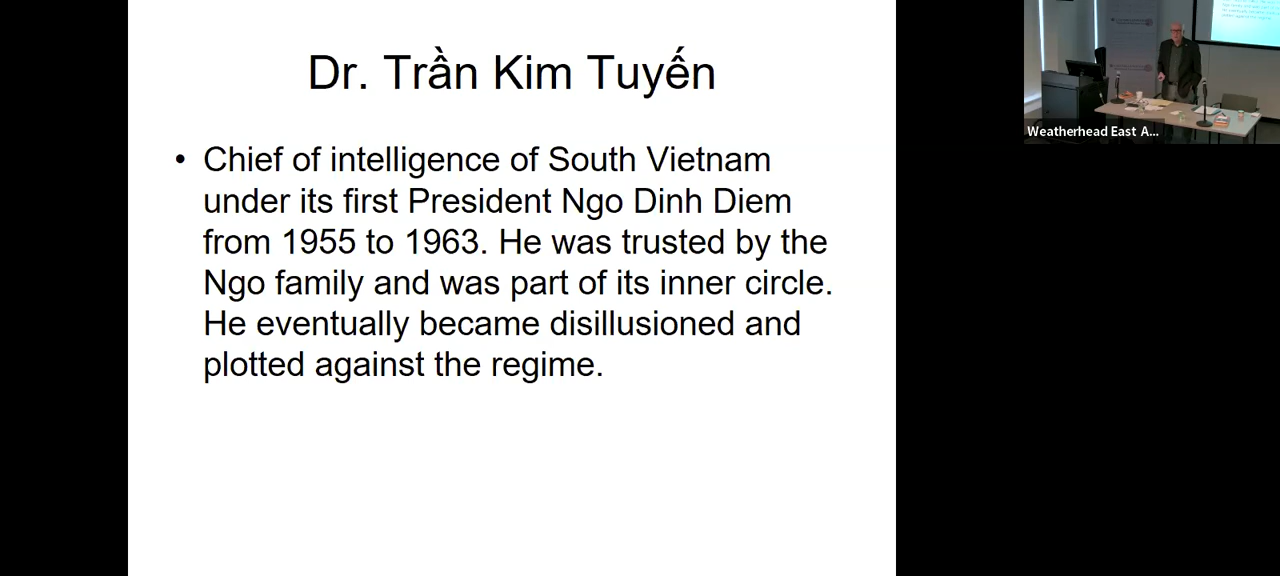 Dr. Trần Kim Tuyến
• Chief of intelligence of South Vietnam
under its first President Ngo Dinh Diem
from 1955 to 1963. He was trusted by the
Ngo family and was part of its inner circle.
He eventually became disillusioned and
plotted against the regime.
Weatherhead East A...